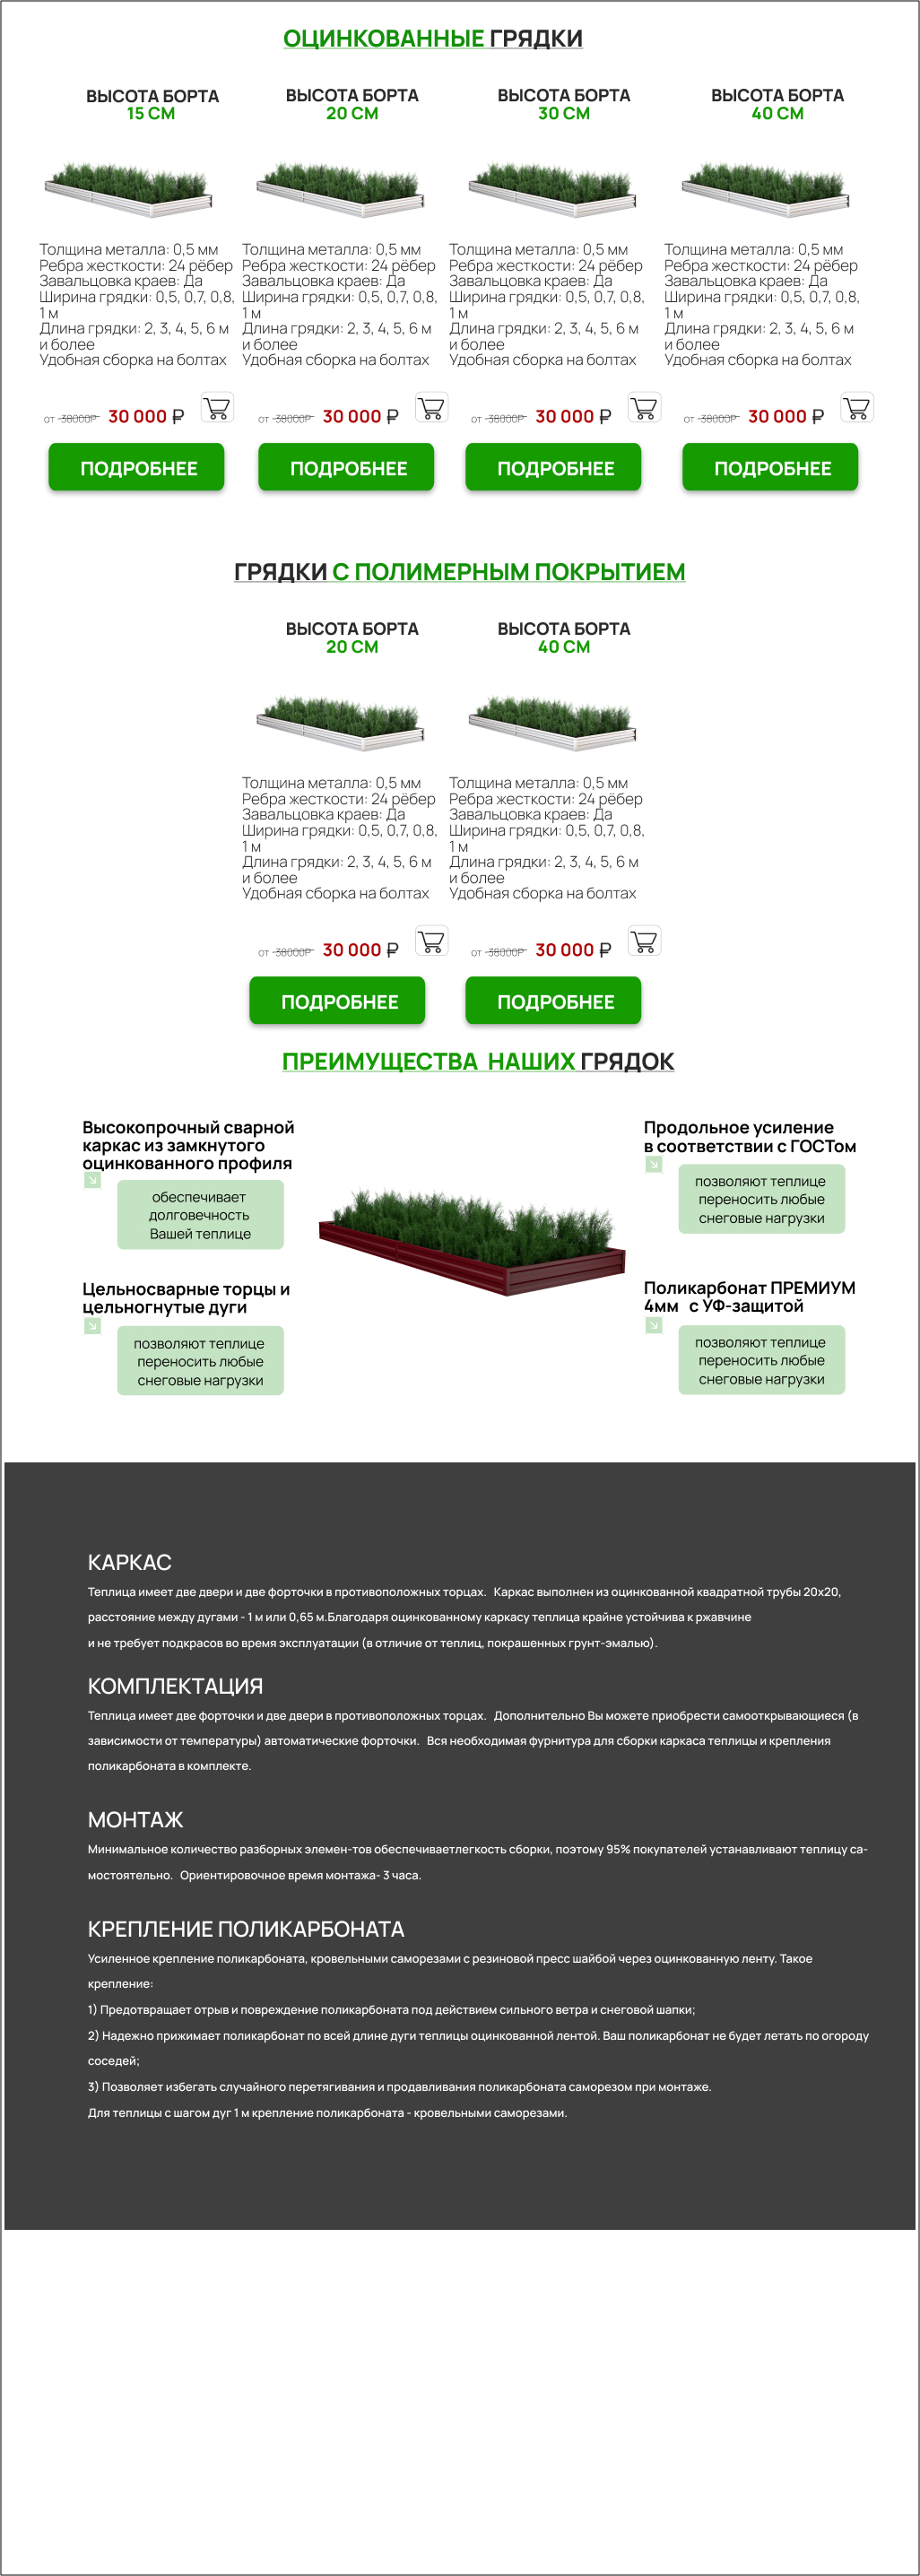 ОЦИНКОВАННЫЕ ГРЯДКИ
ВЫСОТА БОРТА
15 СМ
ВЫСОТА БОРТА
20 СМ
ВЫСОТА БОРТА
30 СМ
ВЫСОТА БОРТА
40 СМ
Толщина металла: 0,5 мм
Ребра жесткости: 24 рёбер
Завальцовка краев: Да
Ширина грядки: 0,5, 0,7, 0,8,
1 м
Длина грядки: 2, 3, 4, 5, 6 м
и более
Удобная сборка на болтах
Толщина металла: 0,5 мм
Ребра жесткости: 24 рёбер
Завальцовка краев: Да
Ширина грядки: 0,5, 0,7, 0,8,
1 м
Длина грядки: 2, 3, 4, 5, 6 м
и более
Удобная сборка на болтах
Толщина металла: 0,5 мм
Ребра жесткости: 24 рёбер
Завальцовка краев: Да
Ширина грядки: 0,5, 0,7, 0,8,
1 м
Длина грядки: 2, 3, 4, 5, 6 м
и более
Удобная сборка на болтах
Толщина металла: 0,5 мм
Ребра жесткости: 24 рёбер
Завальцовка краев: Да
Ширина грядки: 0,5, 0,7, 0,8,
1 м
Длина грядки: 2, 3, 4, 5, 6 м
и более
Удобная сборка на болтах
от 38000Р 30 000 ₽
от 38000Р 30 000 ₽
от 38000Р 30 000 ₽
от 38000Р 30 000 ₽
ПОДРОБНЕЕ
ПОДРОБНЕЕ
ПОДРОБНЕЕ
ПОДРОБНЕЕ
ГРЯДКИ С ПОЛИМЕРНЫМ ПОКРЫТИЕМ
ВЫСОТА БОРТА
20 СМ
ВЫСОТА БОРТА
40 СМ
Толщина металла: 0,5 мм
Ребра жесткости: 24 рёбер
Завальцовка краев: Да
Ширина грядки: 0,5, 0,7, 0,8,
1 м
Длина грядки: 2, 3, 4, 5, 6 м
и более
Удобная сборка на болтах
Толщина металла: 0,5 мм
Ребра жесткости: 24 рёбер
Завальцовка краев: Да
Ширина грядки: 0,5, 0,7, 0,8,
1 м
Длина грядки: 2, 3, 4, 5, 6 м
и более
Удобная сборка на болтах
от 38000Р 30 000 ₽
от 38000Р 30 000 ₽
ПОДРОБНЕЕ
ПОДРОБНЕЕ
ПРЕИМУЩЕСТВА НАШИХ ГРЯДОК
Высокопрочный сварной
каркас из замкнутого
оцинкованного профиля
обеспечивает
долговечность
Вашей теплице
Продольное усиление
в соответствии с ГОСТом
позволяют теплице
переносить любые
снеговые нагрузки
Цельносварные торцы и
цельногнутые дуги
позволяют теплице
переносить любые
снеговые нагрузки
Поликарбонат ПРЕМИУМ
4мм с УФ-защитой
позволяют теплице
переносить любые
снеговые нагрузки
КАРКАС
Теплица имеет две двери и две форточки в противоположных торцах. Каркас выполнен из оцинкованной квадратной трубы 20х20,
расстояние между дугами - 1 м или 0,65 м.Благодаря оцинкованному каркасу теплица крайне устойчива к ржавчине
и не требует подкрасов во время эксплуатации (в отличие от теплиц, покрашенных грунт-эмалью).
КОМПЛЕКТАЦИЯ
Теплица имеет две форточки и две двери в противоположных торцах. Дополнительно Вы можете приобрести самооткрывающиеся (в
зависимости от температуры) автоматические форточки. Вся необходимая фурнитура для сборки каркаса теплицы и крепления
поликарбоната в комплекте.
МОНТАЖ
Минимальное количество разборных элемен-тов обеспечиваетлегкость сборки, поэтому 95% покупателей устанавливают теплицу са-
мостоятельно. Ориентировочное время монтажа- 3 часа.
КРЕПЛЕНИЕ ПОЛИКАРБОНАТА
Усиленное крепление поликарбоната, кровельными саморезами с резиновой пресс шайбой через оцинкованную ленту. Такое
крепление:
1) Предотвращает отрыв и повреждение поликарбоната под действием сильного ветра и снеговой шапки;
2) Надежно прижимает поликарбонат по всей длине дуги теплицы оцинкованной лентой. Ваш поликарбонат не будет летать по огороду
соседей;
3) Позволяет избегать случайного перетягивания и продавливания поликарбоната саморезом при монтаже.
Для теплицы с шагом дуг 1 м крепление поликарбоната - кровельными саморезами.